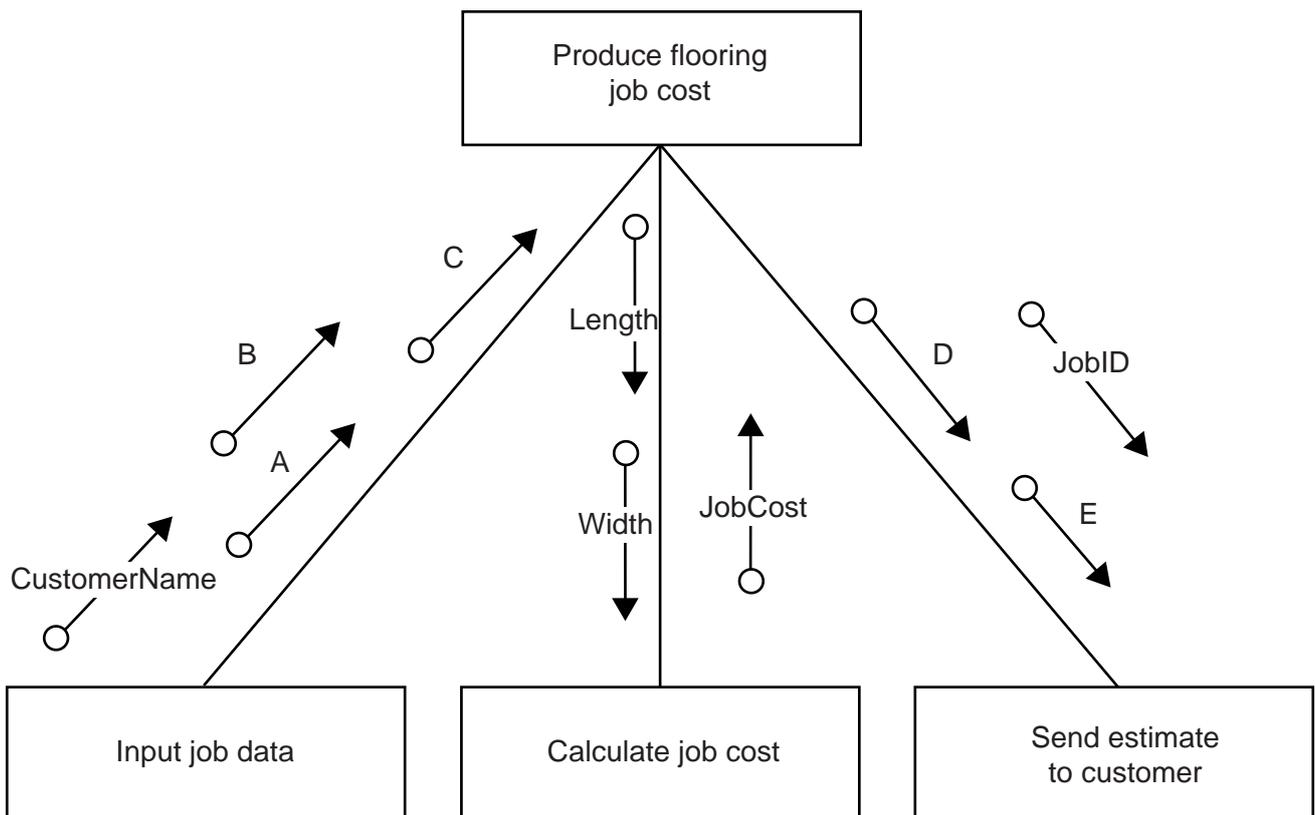 Produce flooring
job cost
C
Length
B
D
JobID
A
Width
JobCost
E
CustomerName
Input job data
Calculate job cost
Send estimate
to customer